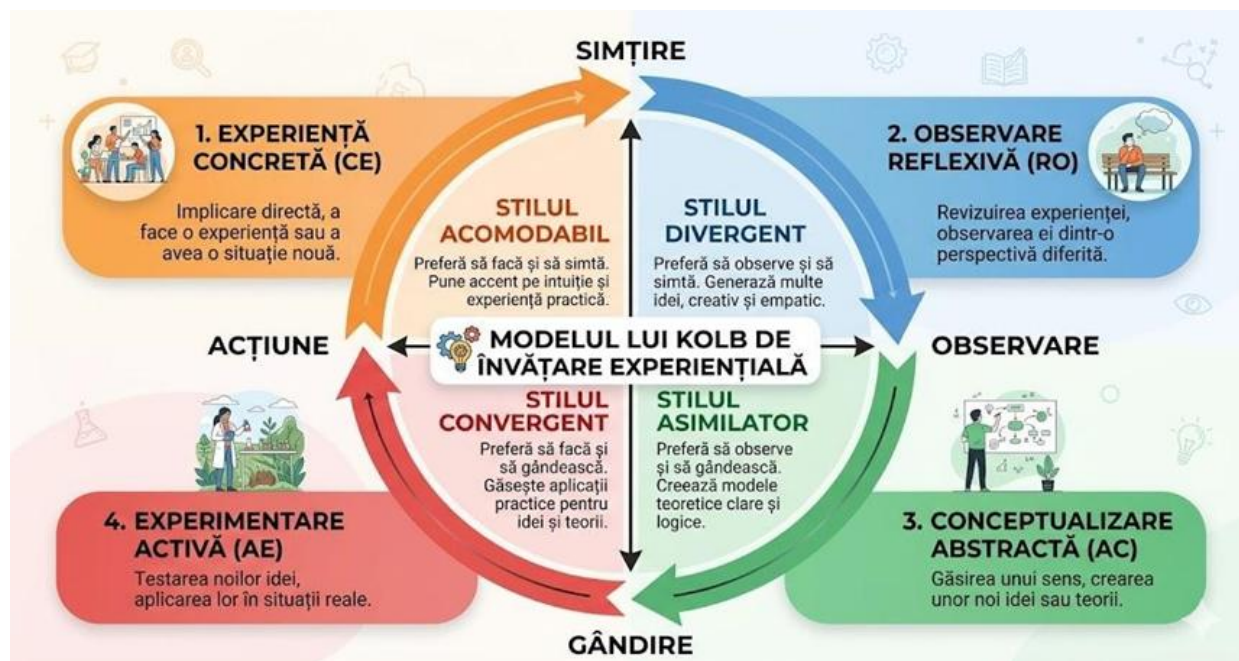 SIMȚIRE
1. EXPERIENȚĂ
CONCRETĂ (CE)
Implicare directă, a
face o experiență sau a
avea o situație nouă.
2. OBSERVARE
REFLEXIVĂ (RO)
Revizuirea experienței,
observarea ei dintr-o
perspectivă diferită.
STILUL
ACOMODABIL
Preferă să facă și să simtă.
Pune accent pe intuiție și
experiență practică.
STILUL
DIVERGENT
Preferă să observe și să
simtă. Generază multe
idei, creativ și empatic.
ACȚIUNE
MODELUL LUI KOLB DE
ÎNVĂȚARE EXPERIENȚIALĂ
OBSERVARE
STILUL
CONVERGENT
Preferă să facă și
să gândească.
Găsește aplicații
practice pentru
idei și teorii.
STILUL
ASIMILATOR
Preferă să observe
și să gândească.
Creează modele
teoretice clare și
logice.
4. EXPERIMENTARE
ACTIVĂ (AE)
Testarea noilor idei,
aplicarea lor în situații reale.
3. CONCEPTUALIZARE
ABSTRACTĂ (AC)
Găsirea unui sens, crearea
unor noi idei sau teorii.
GÂNDIRE